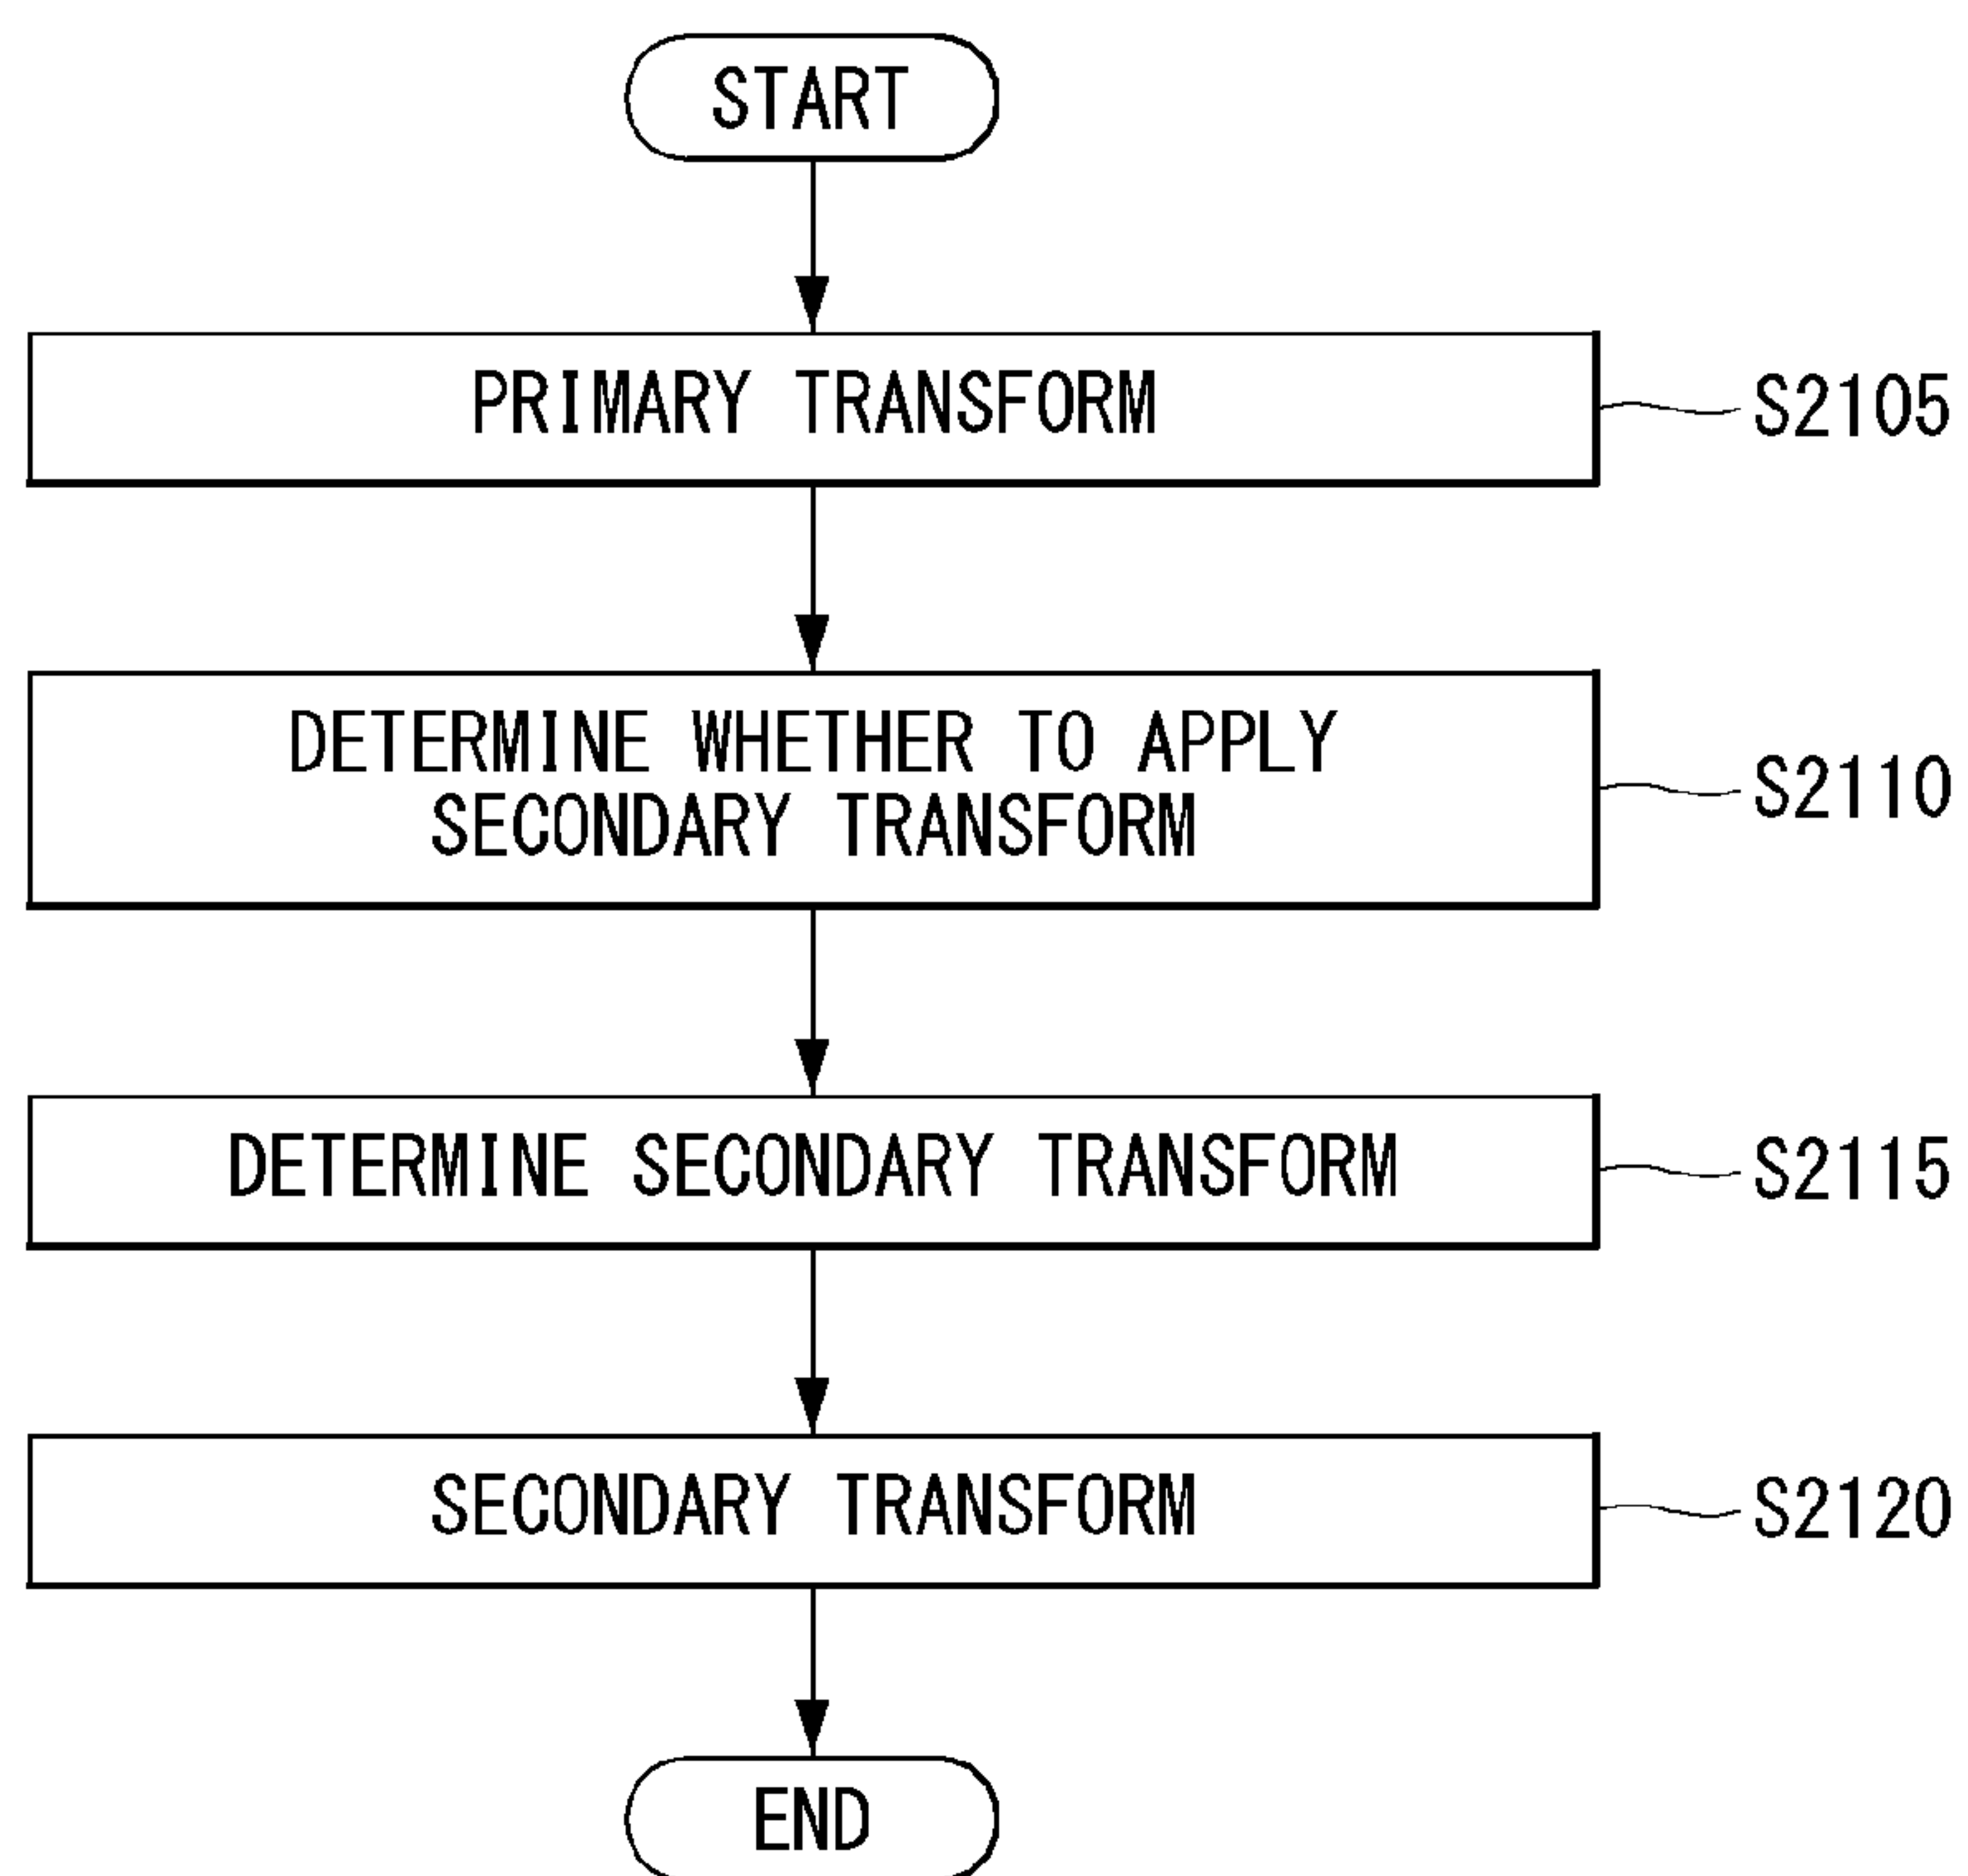 START
PRIMARY TRANSFORM
S2105
DETERMINE WHETHER TO APPLY
SECONDARY TRANSFORM
S2110
DETERMINE SECONDARY TRANSFORM
S2115
SECONDARY TRANSFORM
S2120
END